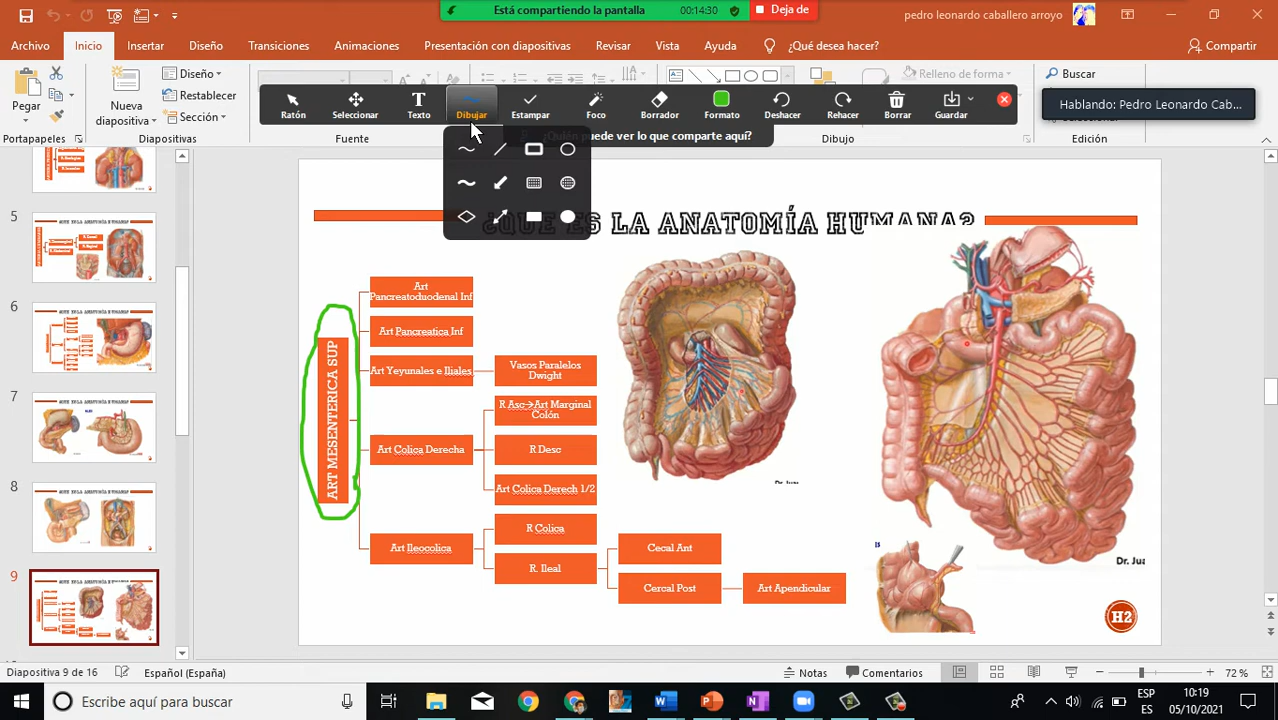 Está compartiendo la pantalla
00:14:30
Deja de
pedro leonardo caballero arroyo
Archivo
Inicio
Insertar
Diseño
Transiciones
Animaciones
Presentación con diapositivas
Revisar
Vista
Ayuda
¿Qué desea hacer?
Compartir
Pegar
Nueva
diapositiva
Diseño
Restablecer
Sección
Relleno de forma
Buscar
Ratón
Seleccionar
Texto
Dibujar
Estampar
Foco
Borrador
Formato
Deshacer
Rehacer
Borrar
Guardar
Hablando: Pedro Leonardo Cab...
¿Quién puede ver lo que comparte aquí?
Portapapeles
Diapositivas
Dibujo
Edición
5
6
7
8
9
¿QUE ES LA ANATOMÍA HUMANA?
ART MESENTERICA SUP
Art
Pancreatoduodenal Inf
Art Pancreatica Inf
Art Yeyunales e Iliales
Vasos Paralelos
Dwight
Art Colica Derecha
R Asc→Art Marginal
Colón
R Desc
Art Colica Derech 1/2
Art Ileocolica
R Colica
R. Ileal
Cecal Ant
Cercal Post
Art Apendicular
Dr. Jua
H2
Diapositiva 9 de 16
Español (España)
Notas
Comentarios
72 %
Escribe aquí para buscar
ESP
ES
10:19
05/10/2021